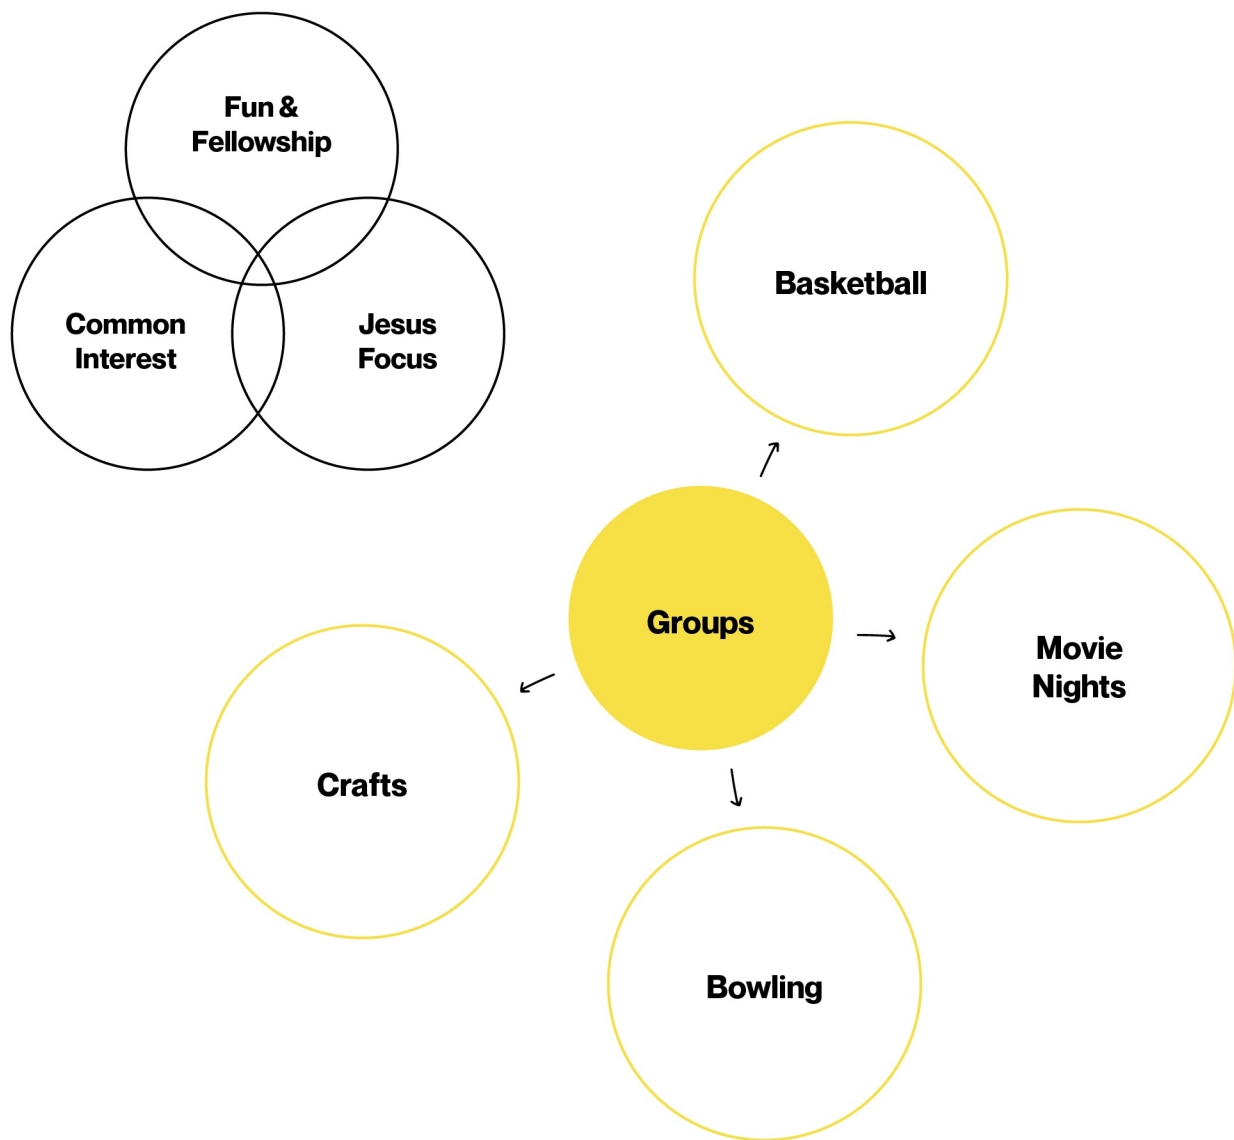 Fun &
Fellowship
Common
Interest
Jesus
Focus
Basketball
Groups
Movie
Nights
Crafts
Bowling